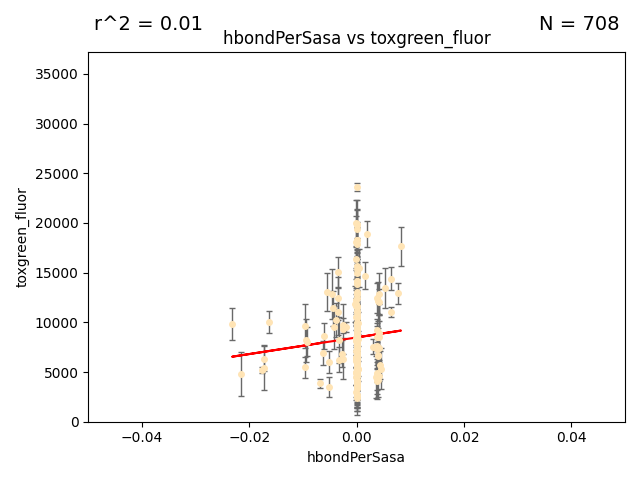 r^2 = 0.01
N = 708
hbondPerSasa vs toxgreen_fluor
35000
30000
25000
20000
15000
10000
5000
0
toxgreen_fluor
−0.04
−0.02
0.00
0.02
0.04
hbondPerSasa